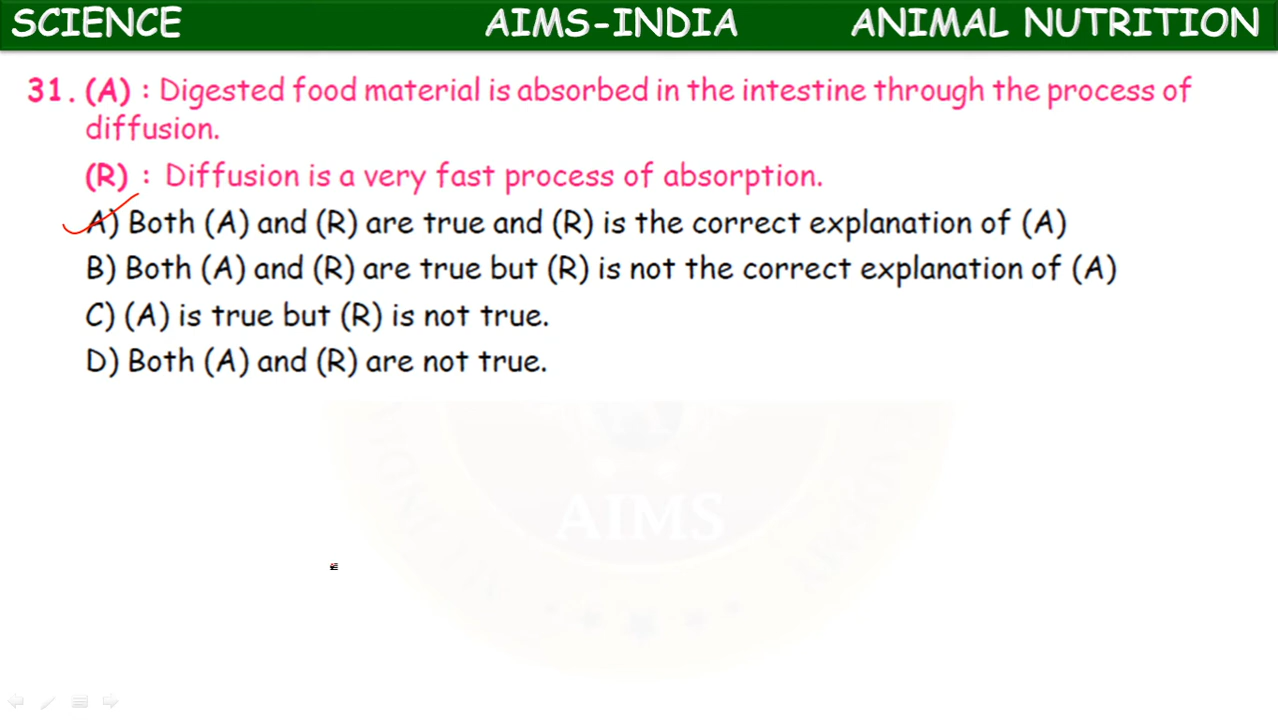 SCIENCE AIMS-INDIA ANIMAL NUTRITION
31. (A) : Digested food material is absorbed in the intestine through the process of
diffusion.
(R) : Diffusion is a very fast process of absorption.
A) Both (A) and (R) are true and (R) is the correct explanation of (A)
B) Both (A) and (R) are true but (R) is not the correct explanation of (A)
C) (A) is true but (R) is not true.
D) Both (A) and (R) are not true.
AIMS